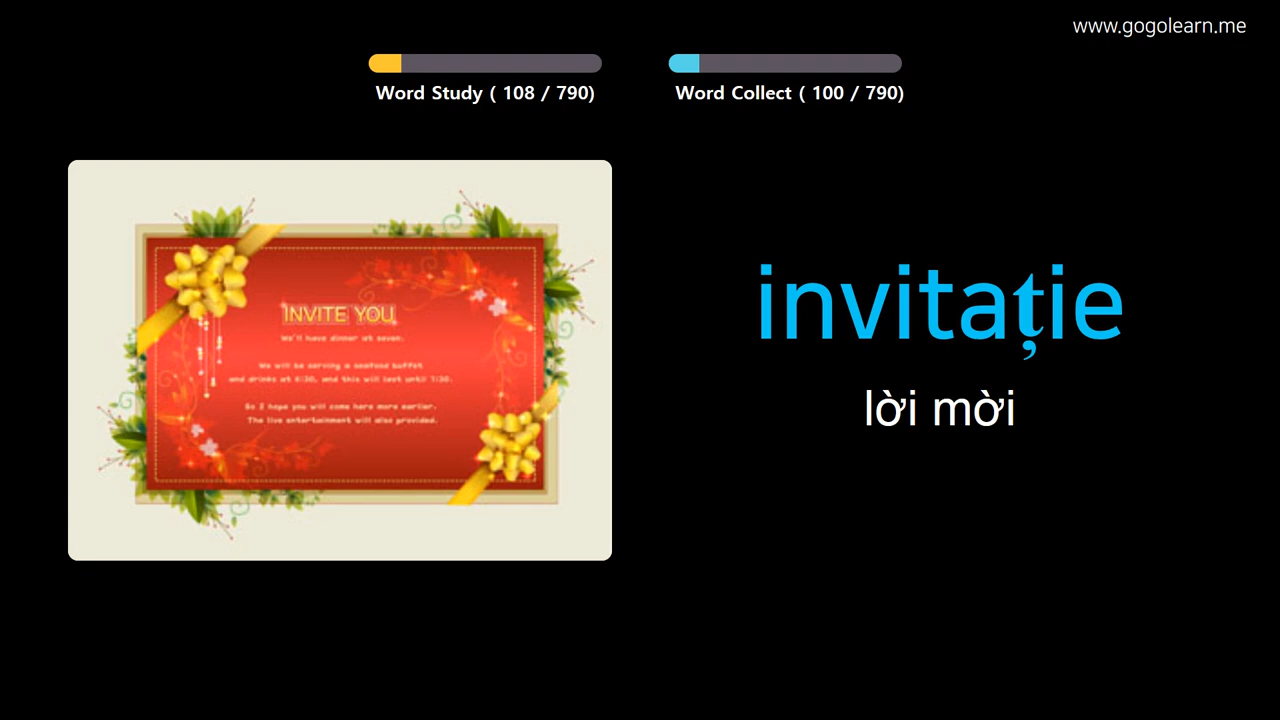 www.gogolearn.me
Word Study ( 108 / 790)
Word Collect ( 100 / 790)
INVITE YOU
We'll have dinner at seven.
We will be serving a seafood buffet
and drinks at 6:30, and this will last until 1:30.
So I hope you will come here more earlier.
The live entertainment will also provided.
invitație
lời mời